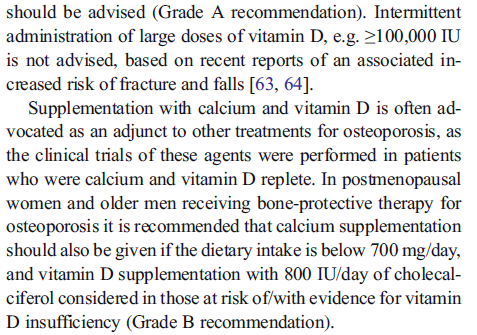 should be advised (Grade A recommendation). Intermittent
administration of large doses of vitamin D, e.g. ≥100,000 IU
is not advised, based on recent reports of an associated in-
creased risk of fracture and falls [63, 64].
Supplementation with calcium and vitamin D is often ad-
vocated as an adjunct to other treatments for osteoporosis, as
the clinical trials of these agents were performed in patients
who were calcium and vitamin D replete. In postmenopausal
women and older men receiving bone-protective therapy for
osteoporosis it is recommended that calcium supplementation
should also be given if the dietary intake is below 700 mg/day,
and vitamin D supplementation with 800 IU/day of cholecal-
ciferol considered in those at risk of/with evidence for vitamin
D insufficiency (Grade B recommendation).